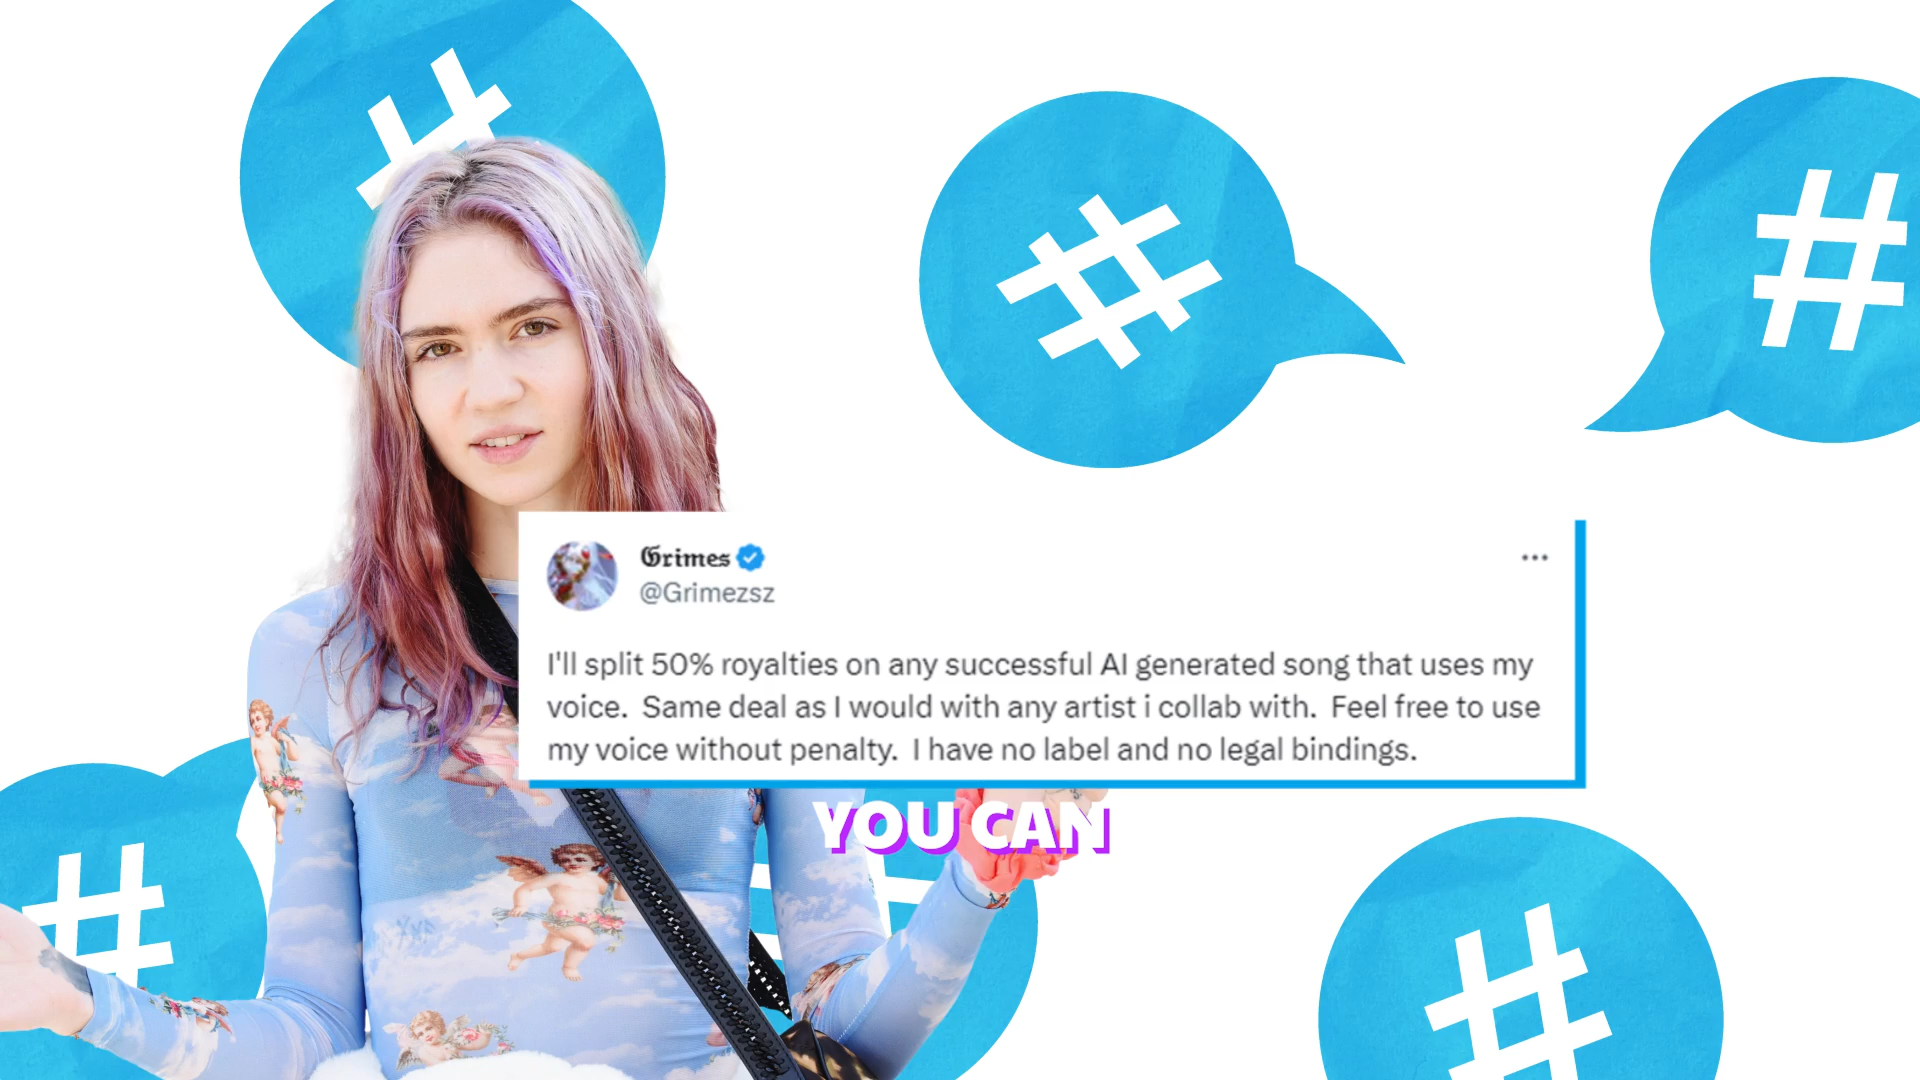 #
#
#
Grimes
@Grimezsz
I'll split 50% royalties on any successful AI generated song that uses my
voice.  Same deal as I would with any artist i collab with.  Feel free to use
my voice without penalty.  I have no label and no legal bindings.
YOU CAN
#
#